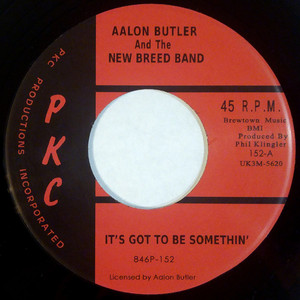 AALON BUTLER
And The
NEW BREED BAND
PKC
PRODUCTIONS
INCORPORATED
PKC
45 R.P.M.
Brewtown Music
BMI
Produced By
Phil Klingler
152-A
UK3M-5620
IT'S GOT TO BE SOMETHIN'
846P-152
Licensed by Aalon Butler